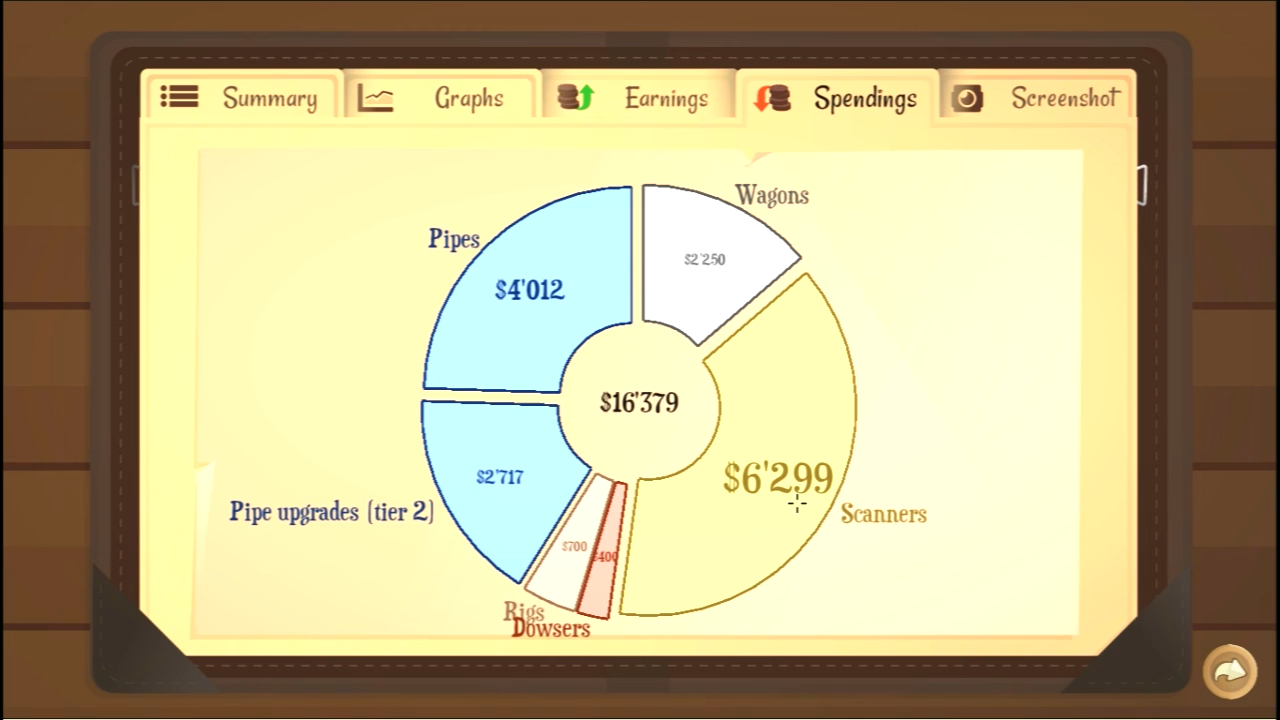 Summary
Graphs
Earnings
Spendings
Screenshot
Wagons
Pipes
$2'250
$4'012
$16'379
$2'717
$6'299
Pipe upgrades (tier 2)
Scanners
$700
$400
Rigs
Dowsers